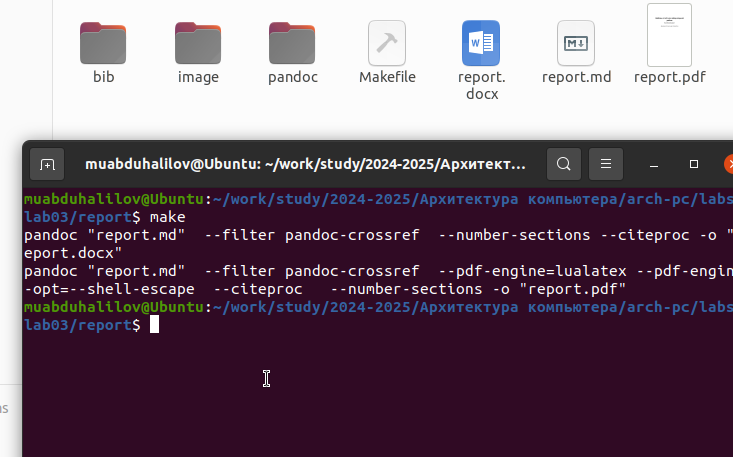 bib
image
pandoc
Makefile
report.
docx
report.md
report.pdf
muabduhalilov@Ubuntu: ~/work/study/2024-2025/Архитект...
muabduhalilov@Ubuntu:~/work/study/2024-2025/Архитектура компьютера/arch-pc/labs
lab03/report$ make
pandoc "report.md"  --filter pandoc-crossref  --number-sections --citeproc -o "
eport.docx"
pandoc "report.md"  --filter pandoc-crossref  --pdf-engine=lualatex --pdf-engin
-opt=--shell-escape  --citeproc   --number-sections -o "report.pdf"
muabduhalilov@Ubuntu:~/work/study/2024-2025/Архитектура компьютера/arch-pc/labs
lab03/report$